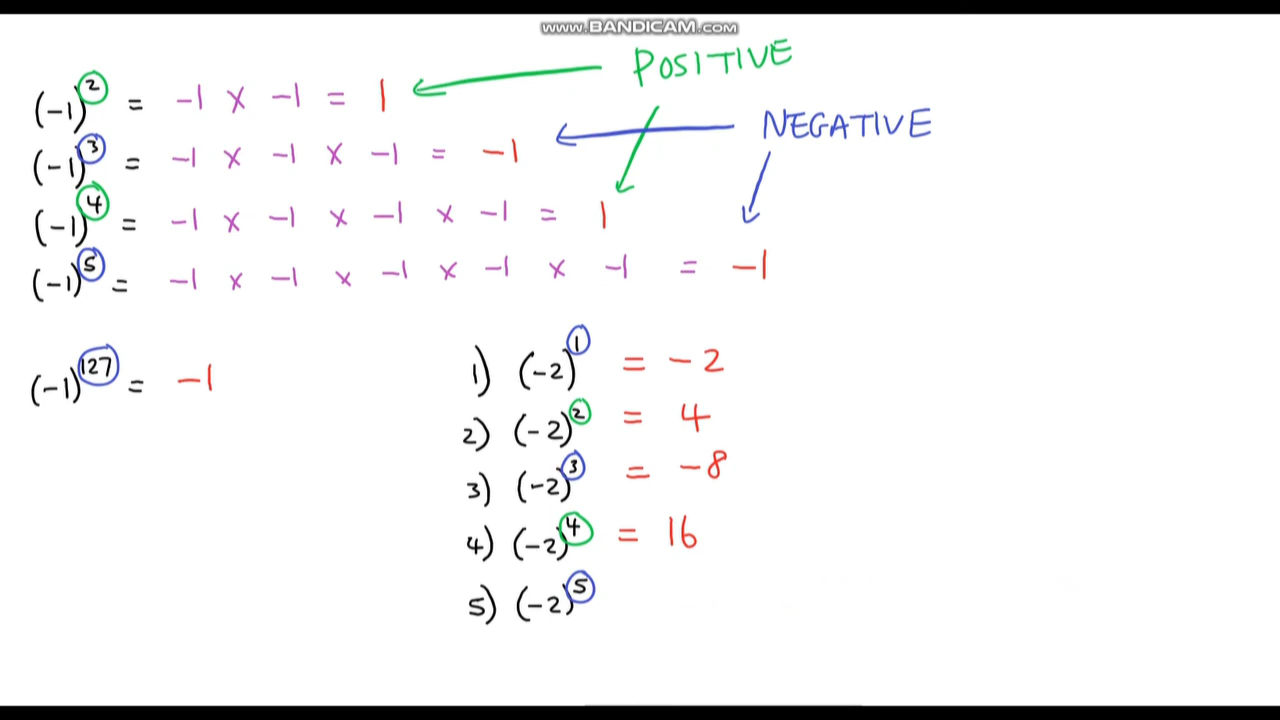 www.BANDICAM.com
POSITIVE
(-1)² = -1 × -1 = 1
NEGATIVE
(-1)³ = -1 × -1 × -1 = -1
(-1)⁴ = -1 × -1 × -1 × -1 = 1
(-1)⁵ = -1 × -1 × -1 × -1 × -1 = -1
(-1)¹²⁷ = -1
1) (-2)¹ = -2
2) (-2)² = 4
3) (-2)³ = -8
4) (-2)⁴ = 16
5) (-2)⁵